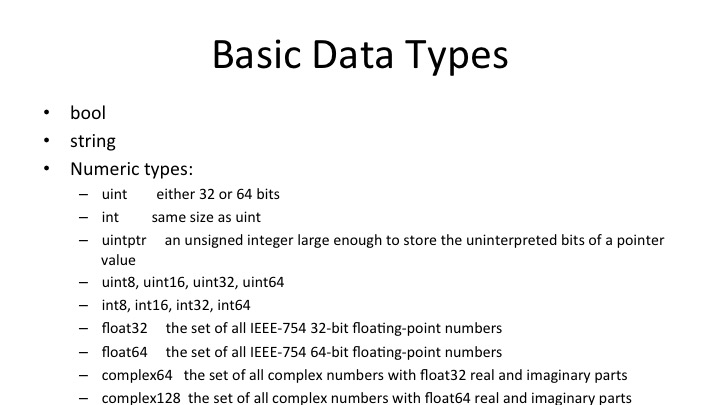 Basic Data Types
• bool
• string
• Numeric types:
– uint either 32 or 64 bits
– int same size as uint
– uintptr an unsigned integer large enough to store the uninterpreted bits of a pointer
value
– uint8, uint16, uint32, uint64
– int8, int16, int32, int64
– float32 the set of all IEEE-754 32-bit floating-point numbers
– float64 the set of all IEEE-754 64-bit floating-point numbers
– complex64 the set of all complex numbers with float32 real and imaginary parts
– complex128 the set of all complex numbers with float64 real and imaginary parts